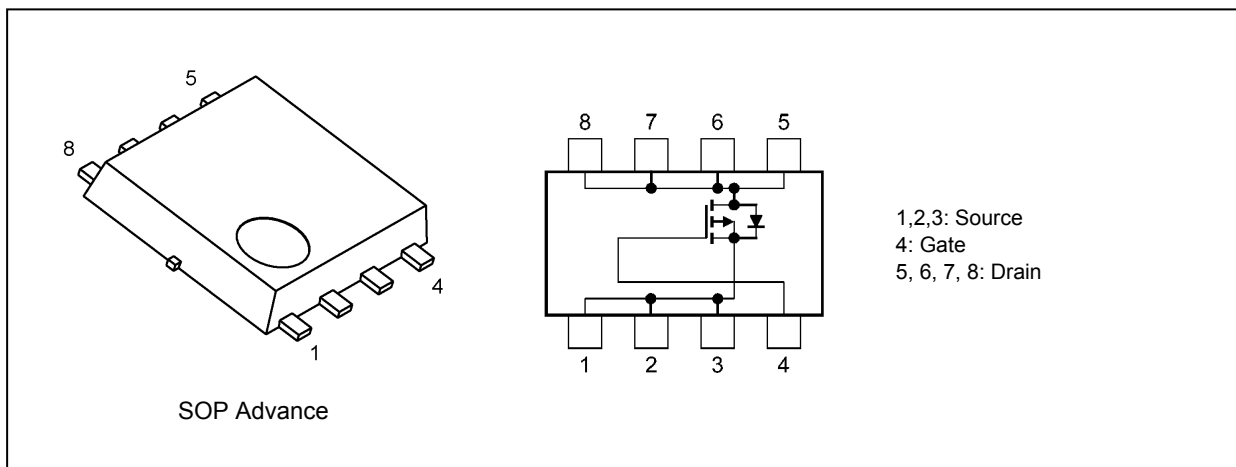 5
8
4
1
SOP Advance
8 7 6 5
1 2 3 4
1,2,3: Source
4: Gate
5, 6, 7, 8: Drain